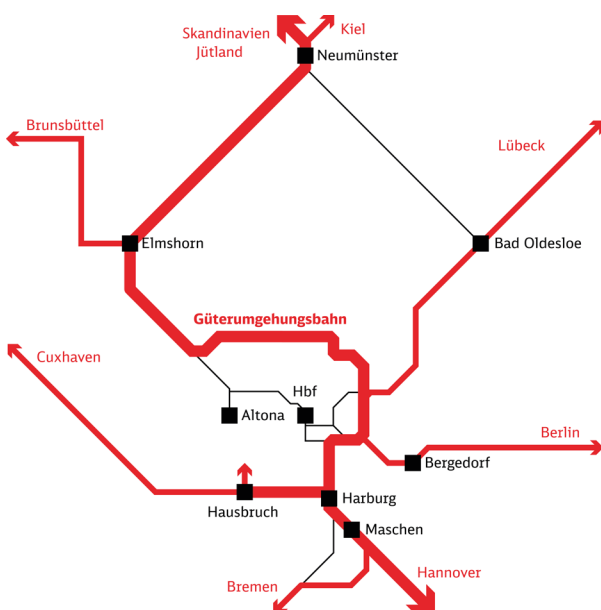 Skandinavien
Jütland
Kiel
Neumünster
Brunsbüttel
Lübeck
Elmshorn
Bad Oldesloe
Güterumgehungsbahn
Cuxhaven
Hbf
Altona
Berlin
Bergedorf
Harburg
Hausbruch
Maschen
Hannover
Bremen